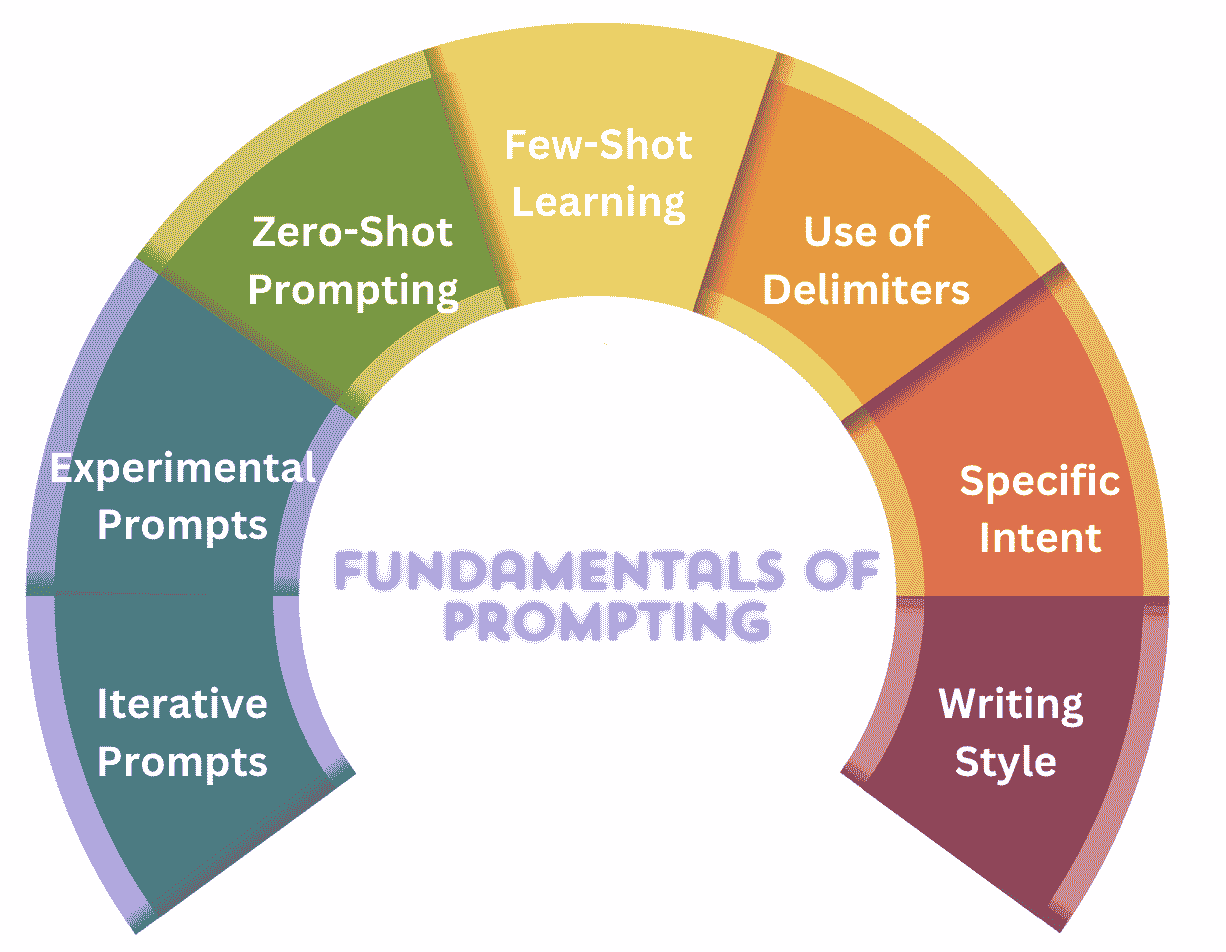 Few-Shot
Learning
Zero-Shot
Prompting
Use of
Delimiters
Experimental
Prompts
Specific
Intent
FUNDAMENTALS OF
PROMPTING
Iterative
Prompts
Writing
Style